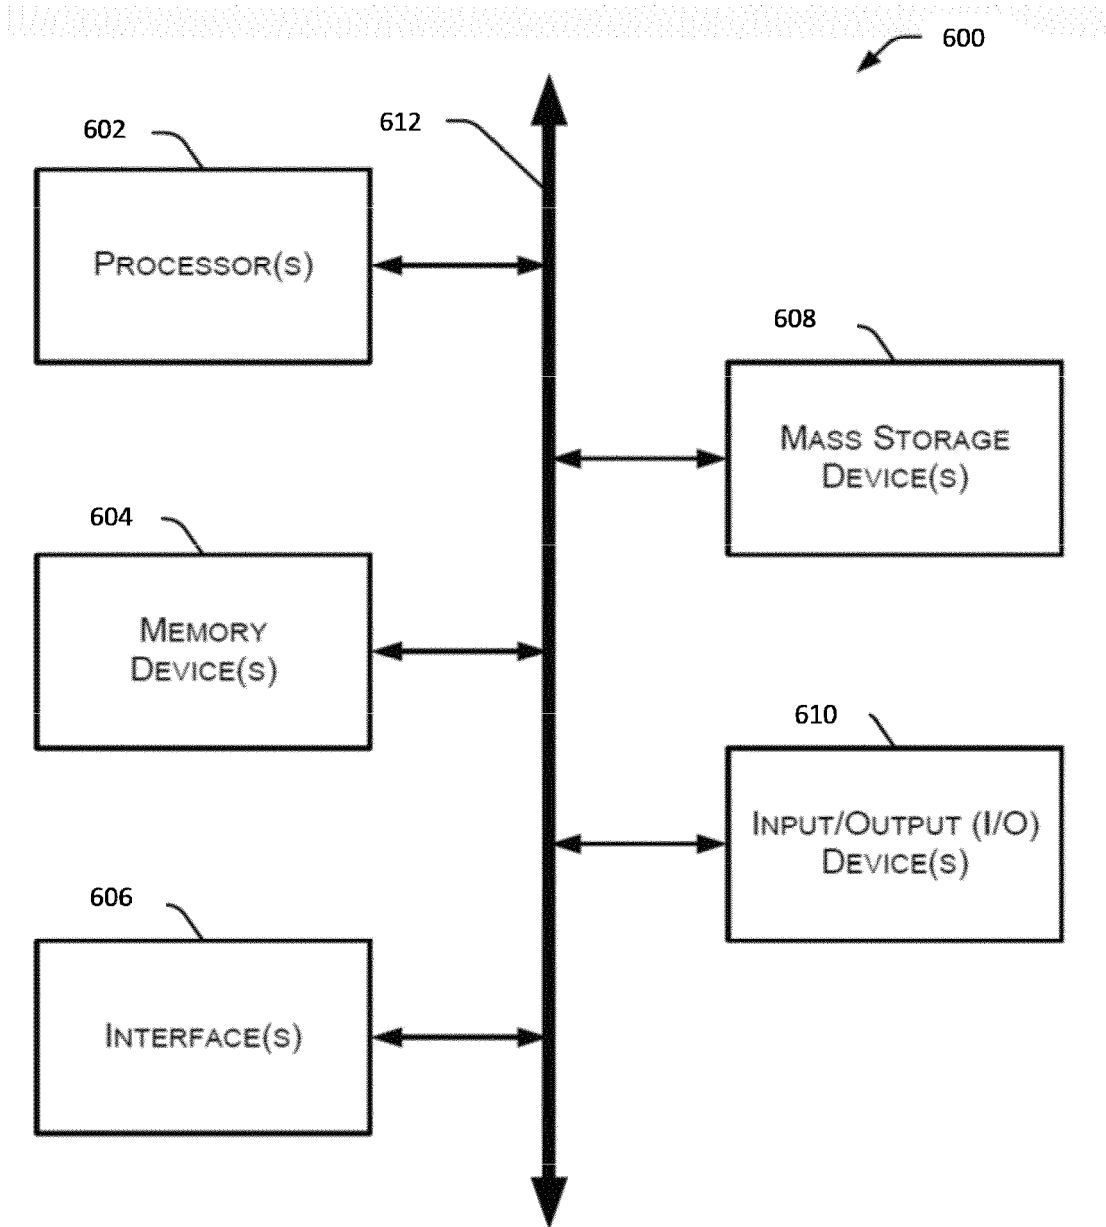 600
602
612
PROCESSOR(S)
608
MASS STORAGE
DEVICE(S)
604
MEMORY
DEVICE(S)
610
INPUT/OUTPUT (I/O)
DEVICE(S)
606
INTERFACE(S)